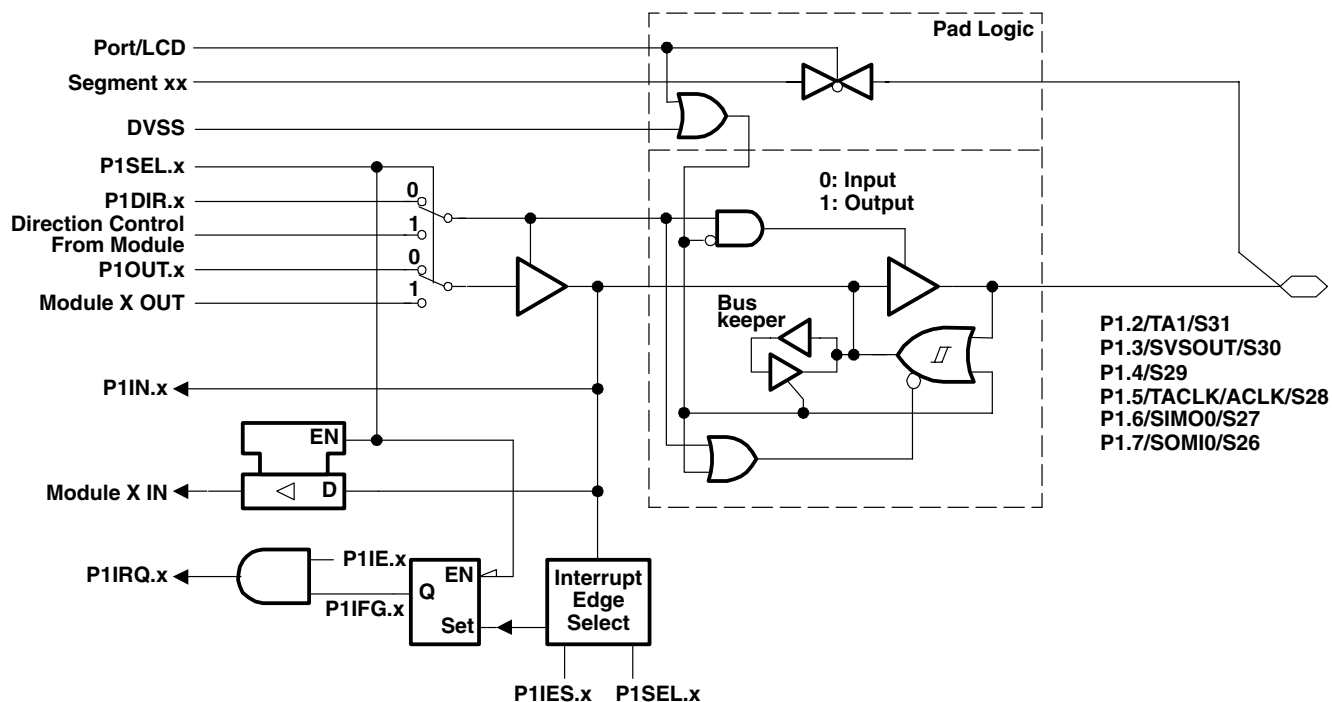 Pad Logic
Port/LCD
Segment xx
DVSS
P1SEL.x
P1DIR.x
0
Direction Control
From Module
1
P1OUT.x
0
Module X OUT
1
0: Input
1: Output
Bus
keeper
P1.2/TA1/S31
P1.3/SVSOUT/S30
P1.4/S29
P1.5/TACLK/ACLK/S28
P1.6/SIMO0/S27
P1.7/SOMI0/S26
P1IN.x
EN
D
Module X IN
P1IRQ.x
P1IE.x
P1IFG.x
EN
Q
Set
Interrupt
Edge
Select
P1IES.x
P1SEL.x